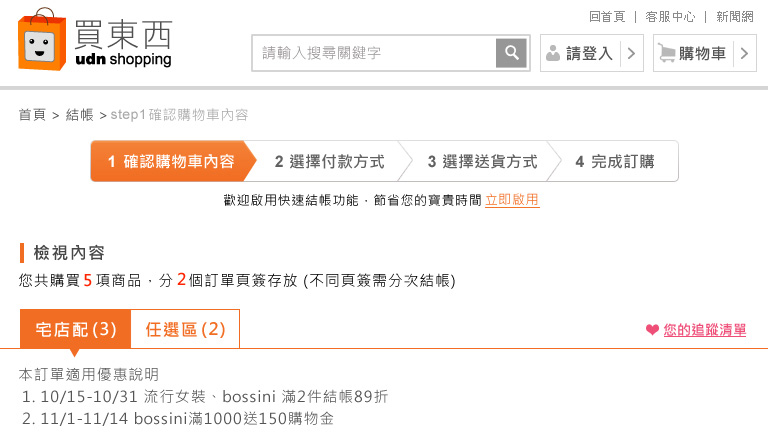 回首頁 | 客服中心 | 新聞網
買東西
udn shopping
請輸入搜尋關鍵字
請登入
購物車
首頁 > 結帳 > step1確認購物車內容
1 確認購物車內容
2 選擇付款方式
3 選擇送貨方式
4 完成訂購
歡迎啟用快速結帳功能，節省您的寶貴時間 立即啟用
檢視內容
您共購買 5 項商品，分 2 個訂單頁簽存放 (不同頁簽需分次結帳)
宅店配(3)
任選區(2)
您的追蹤清單
本訂單適用優惠說明
1. 10/15-10/31 流行女裝、bossini 滿2件結帳89折
2. 11/1-11/14 bossini滿1000送150購物金